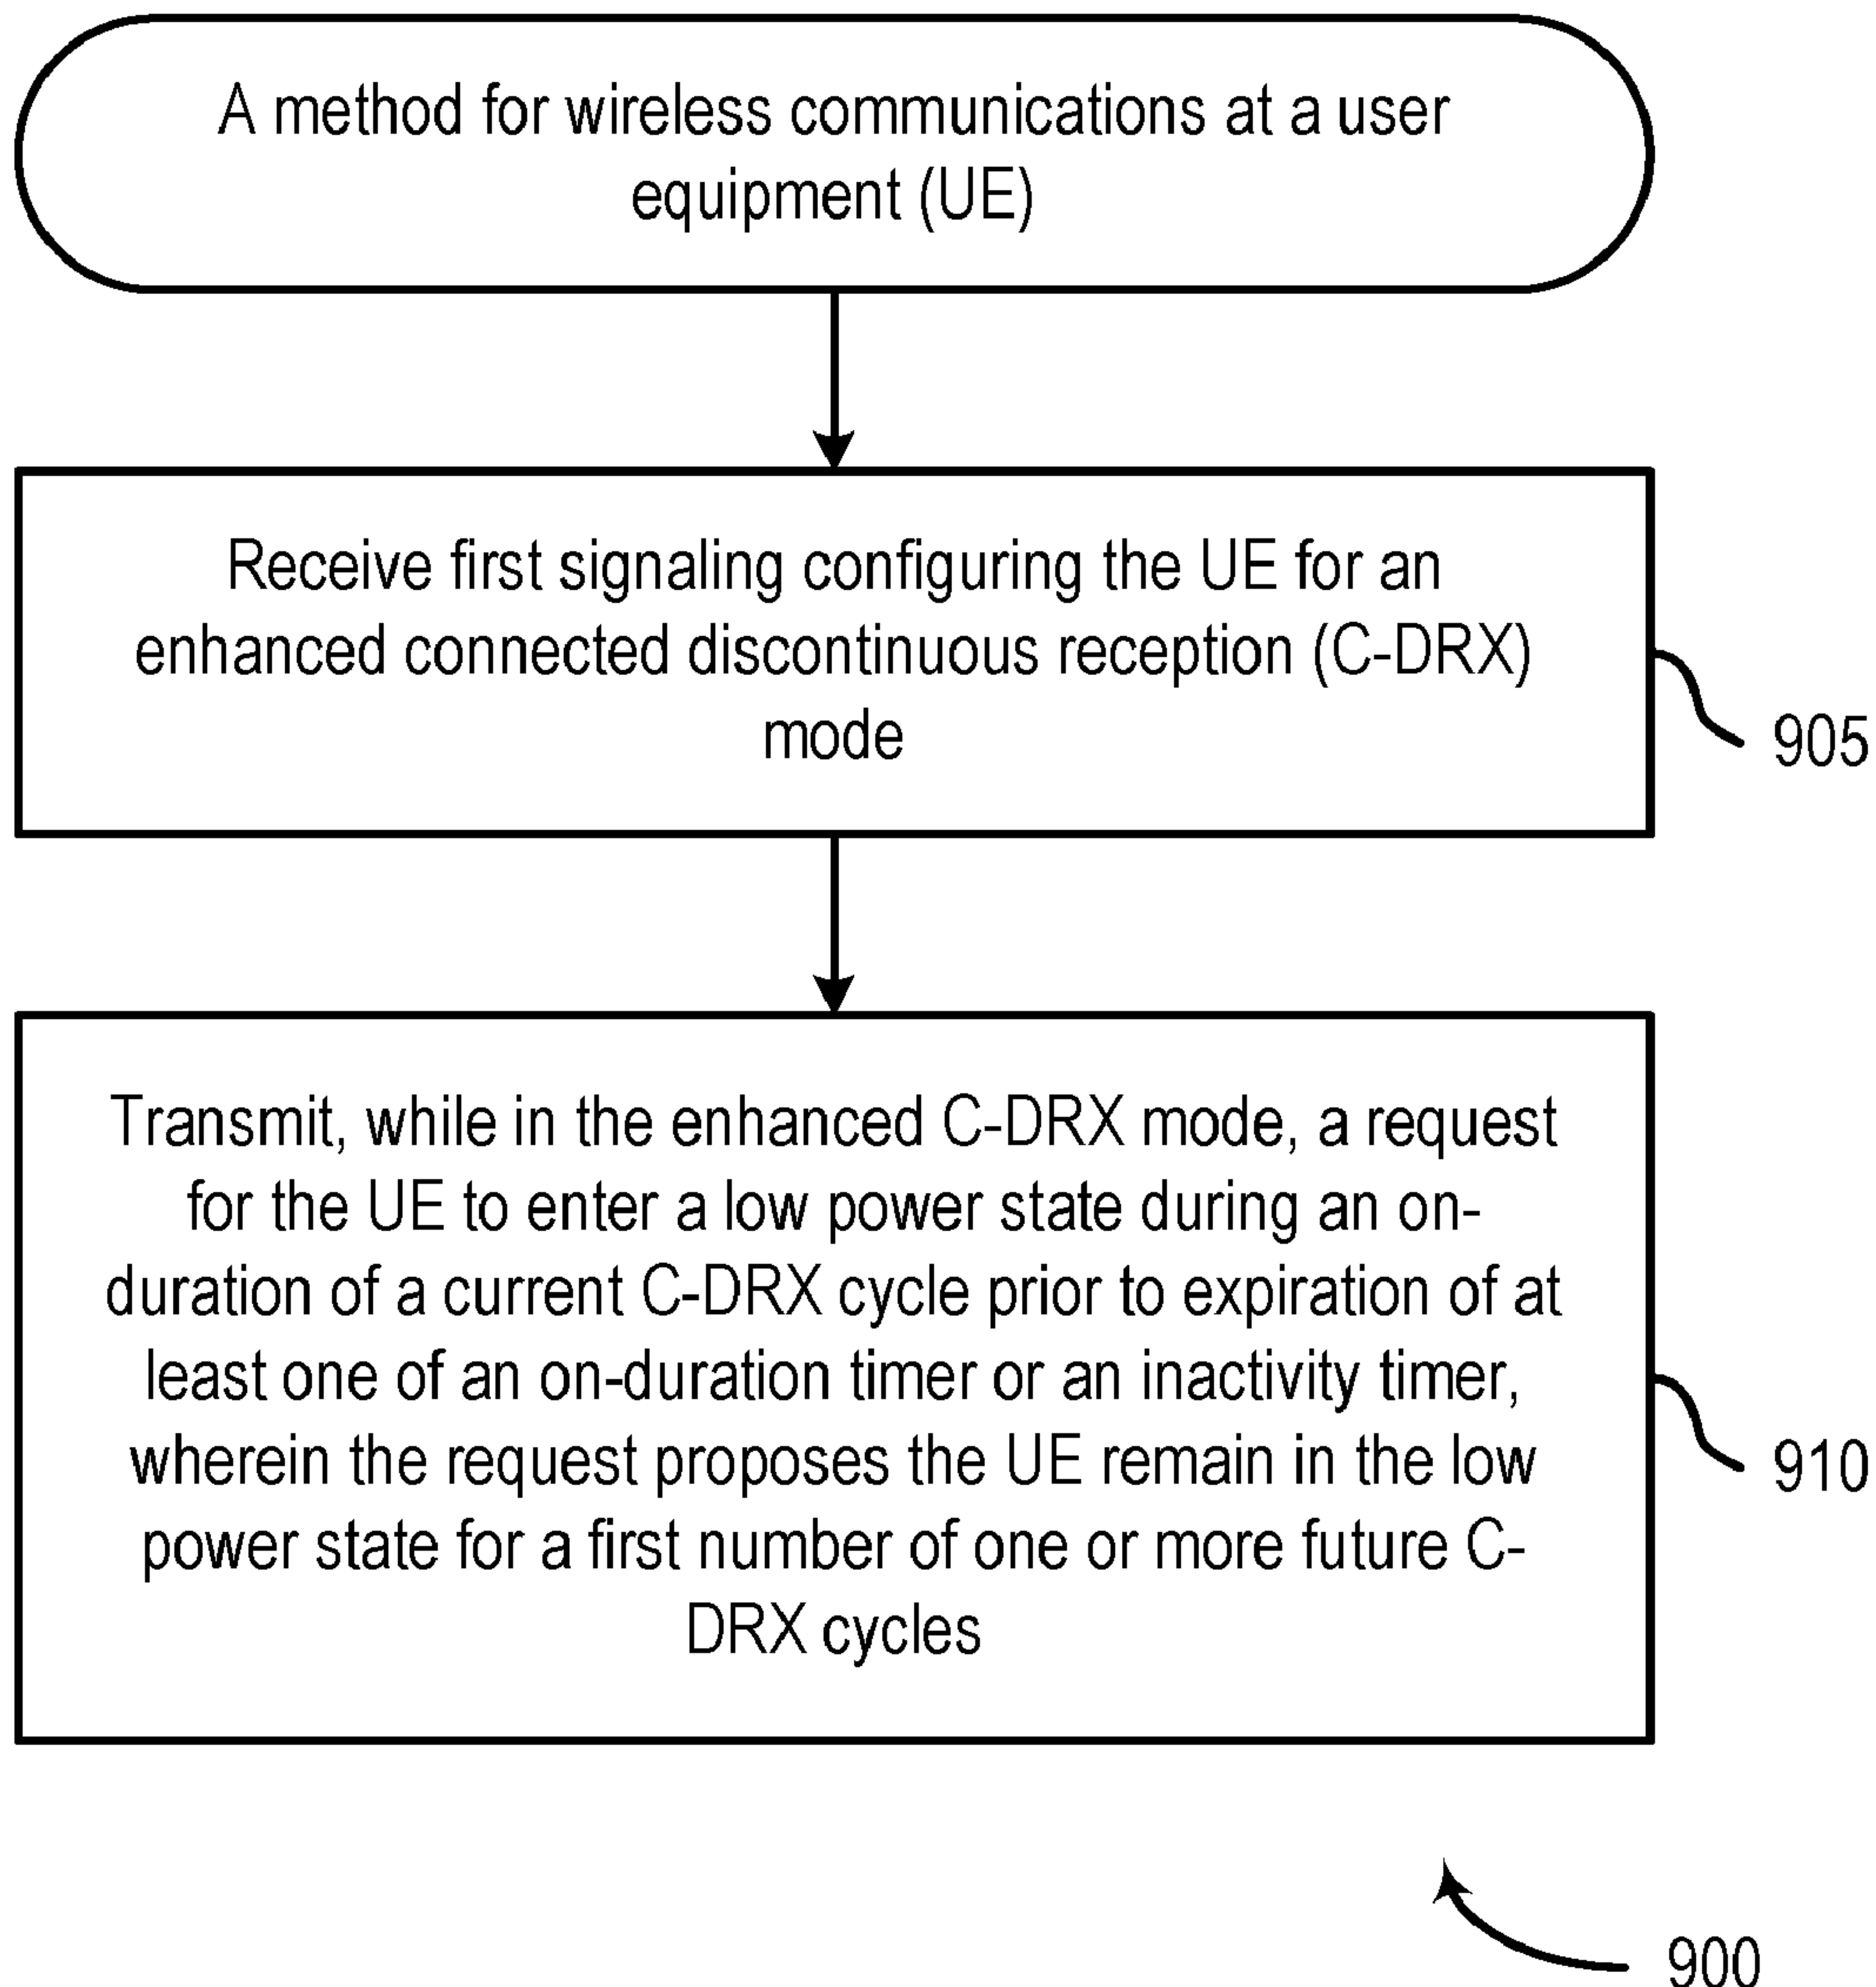 A method for wireless communications at a user
equipment (UE)
Receive first signaling configuring the UE for an
enhanced connected discontinuous reception (C-DRX)
mode
905
Transmit, while in the enhanced C-DRX mode, a request
for the UE to enter a low power state during an on-
duration of a current C-DRX cycle prior to expiration of at
least one of an on-duration timer or an inactivity timer,
wherein the request proposes the UE remain in the low
power state for a first number of one or more future C-
DRX cycles
910
900